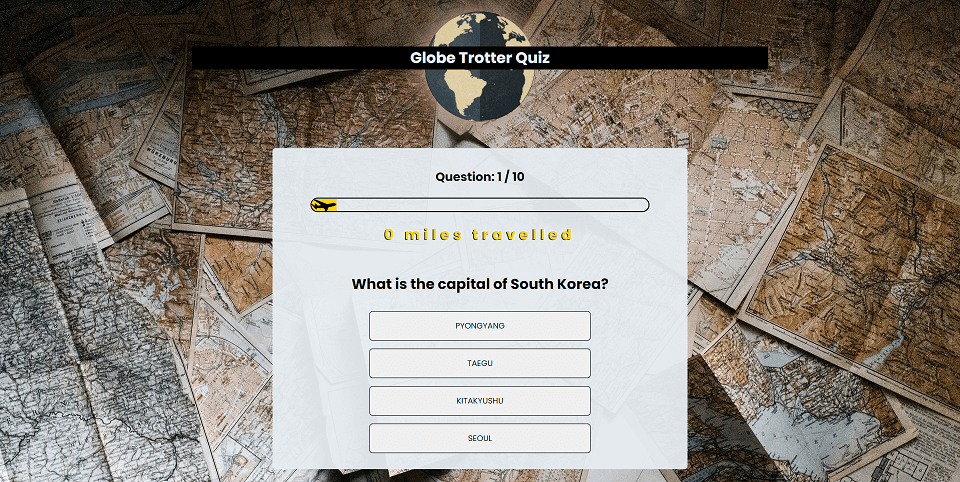 Globe Trotter Quiz
Question: 1 / 10
0 miles travelled
What is the capital of South Korea?
PYONGYANG
TAEGU
KITAKYUSHU
SEOUL